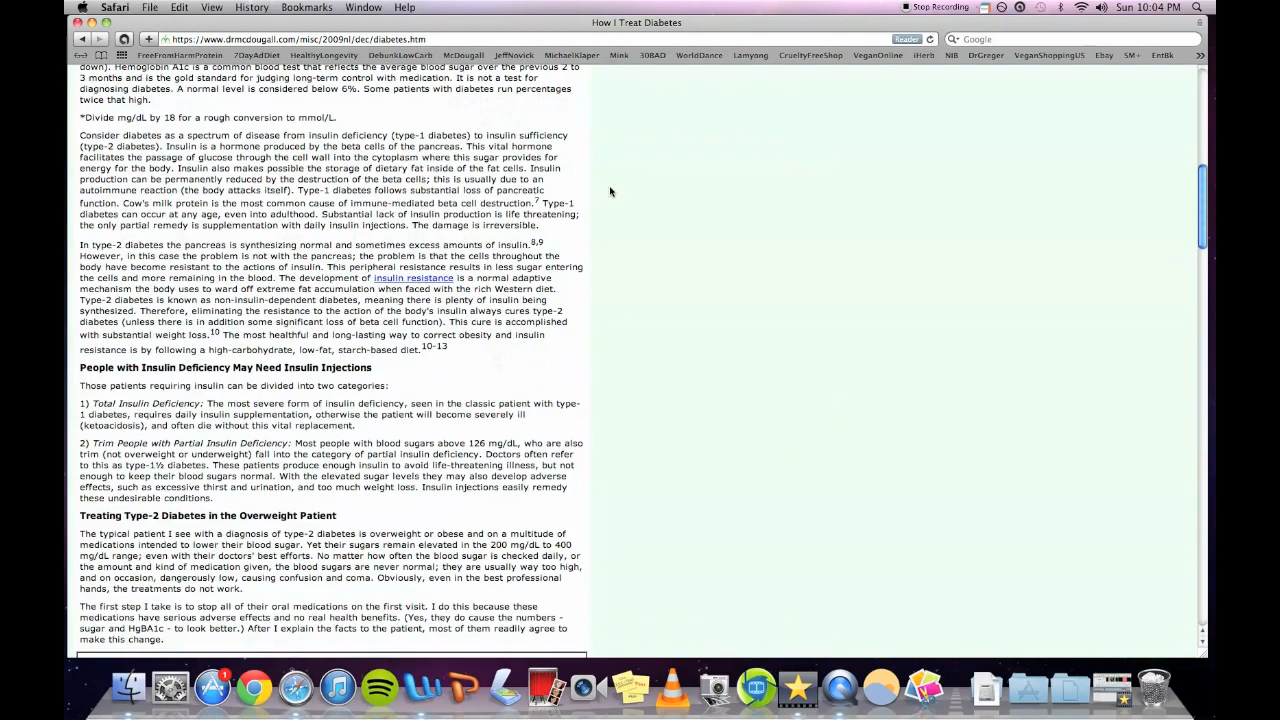 Safari File Edit View History Bookmarks Window Help Stop Recording Sun 10:04 PM
How I Treat Diabetes
https://www.drmcdougall.com/misc/2009nl/dec/diabetes.htm Reader Google
FreeFromHarmProtein 7DayAdDiet HealthyLongevity DebunkLowCarb McDougall JeffNovick MichaelKlaper Mink 30BAD WorldDance Lamyong CrueltyFreeShop VeganOnline iHerb NIB DrGreger VeganShoppingUS Ebay SM+ EntBk
down). Hemoglobin A1c is a common blood test that reflects the average blood sugar over the previous 2 to
3 months and is the gold standard for judging long-term control with medication. It is not a test for
diagnosing diabetes. A normal level is considered below 6%. Some patients with diabetes run percentages
twice that high.
*Divide mg/dL by 18 for a rough conversion to mmol/L.
Consider diabetes as a spectrum of disease from insulin deficiency (type-1 diabetes) to insulin sufficiency
(type-2 diabetes). Insulin is a hormone produced by the beta cells of the pancreas. This vital hormone
facilitates the passage of glucose through the cell wall into the cytoplasm where this sugar provides for
energy for the body. Insulin also makes possible the storage of dietary fat inside of the fat cells. Insulin
production can be permanently reduced by the destruction of the beta cells; this is usually due to an
autoimmune reaction (the body attacks itself). Type-1 diabetes follows substantial loss of pancreatic
function. Cow's milk protein is the most common cause of immune-mediated beta cell destruction.7 Type-1
diabetes can occur at any age, even into adulthood. Substantial lack of insulin production is life threatening;
the only partial remedy is supplementation with daily insulin injections. The damage is irreversible.
In type-2 diabetes the pancreas is synthesizing normal and sometimes excess amounts of insulin.8,9
However, in this case the problem is not with the pancreas; the problem is that the cells throughout the
body have become resistant to the actions of insulin. This peripheral resistance results in less sugar entering
the cells and more remaining in the blood. The development of insulin resistance is a normal adaptive
mechanism the body uses to ward off extreme fat accumulation when faced with the rich Western diet.
Type-2 diabetes is known as non-insulin-dependent diabetes, meaning there is plenty of insulin being
synthesized. Therefore, eliminating the resistance to the action of the body's insulin always cures type-2
diabetes (unless there is in addition some significant loss of beta cell function). This cure is accomplished
with substantial weight loss.10 The most healthful and long-lasting way to correct obesity and insulin
resistance is by following a high-carbohydrate, low-fat, starch-based diet.10-13
People with Insulin Deficiency May Need Insulin Injections
Those patients requiring insulin can be divided into two categories:
1) Total Insulin Deficiency: The most severe form of insulin deficiency, seen in the classic patient with type-
1 diabetes, requires daily insulin supplementation, otherwise the patient will become severely ill
(ketoacidosis), and often die without this vital replacement.
2) Trim People with Partial Insulin Deficiency: Most people with blood sugars above 126 mg/dL, who are also
trim (not overweight or underweight) fall into the category of partial insulin deficiency. Doctors often refer
to this as type-1½ diabetes. These patients produce enough insulin to avoid life-threatening illness, but not
enough to keep their blood sugars normal. With the elevated sugar levels they may also develop adverse
effects, such as excessive thirst and urination, and too much weight loss. Insulin injections easily remedy
these undesirable conditions.
Treating Type-2 Diabetes in the Overweight Patient
The typical patient I see with a diagnosis of type-2 diabetes is overweight or obese and on a multitude of
medications intended to lower their blood sugar. Yet their sugars remain elevated in the 200 mg/dL to 400
mg/dL range; even with their doctors' best efforts. No matter how often the blood sugar is checked daily, or
the amount and kind of medication given, the blood sugars are never normal; they are usually way too high,
and on occasion, dangerously low, causing confusion and coma. Obviously, even in the best professional
hands, the treatments do not work.
The first step I take is to stop all of their oral medications on the first visit. I do this because these
medications have serious adverse effects and no real health benefits. (Yes, they do cause the numbers -
sugar and HgBA1c - to look better.) After I explain the facts to the patient, most of them readily agree to
make this change.
1